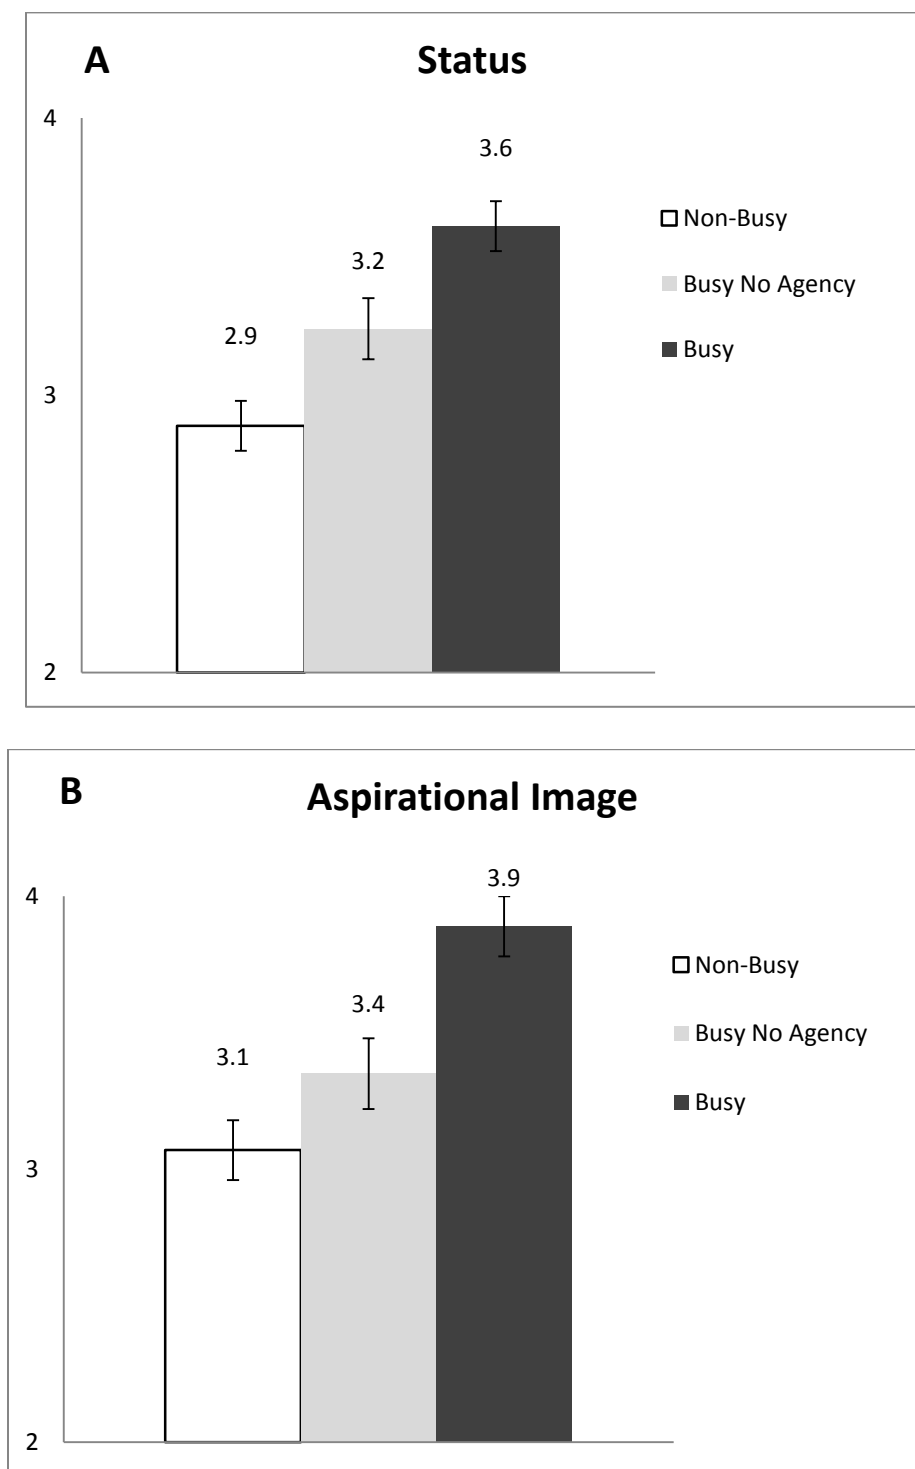 A
Status
4
3.6
Non-Busy
3.2
Busy No Agency
2.9
Busy
3
2
B
Aspirational Image
3.9
4
Non-Busy
3.4
Busy No Agency
3.1
Busy
3
2